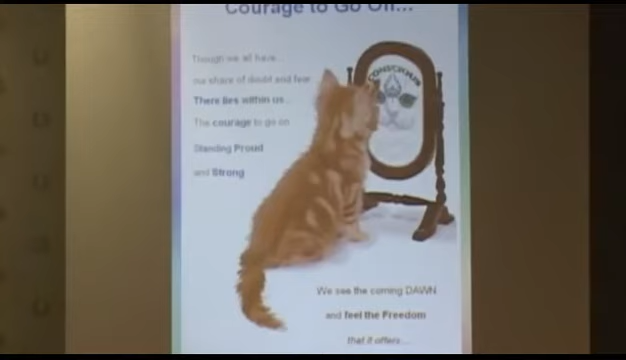 Courage to Go On...
Though we all have...
our share of doubt and fear
There lies within us...
The courage to go on
Standing Proud
and Strong
CONSCIOUS
We see the coming DAWN
and feel the Freedom
that it offers...